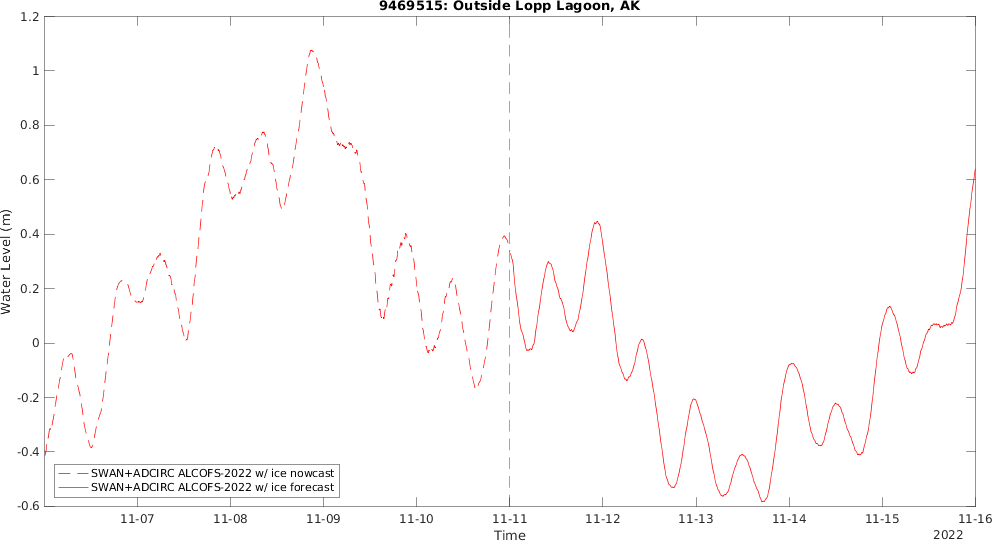 9469515: Outside Lopp Lagoon, AK
1.2
1
0.8
0.6
0.4
0.2
0
-0.2
-0.4
-0.6
Water Level (m)
SWAN+ADCIRC ALCOFS-2022 w/ ice nowcast
SWAN+ADCIRC ALCOFS-2022 w/ ice forecast
11-07 11-08 11-09 11-10 11-11 11-12 11-13 11-14 11-15 11-16
Time
2022